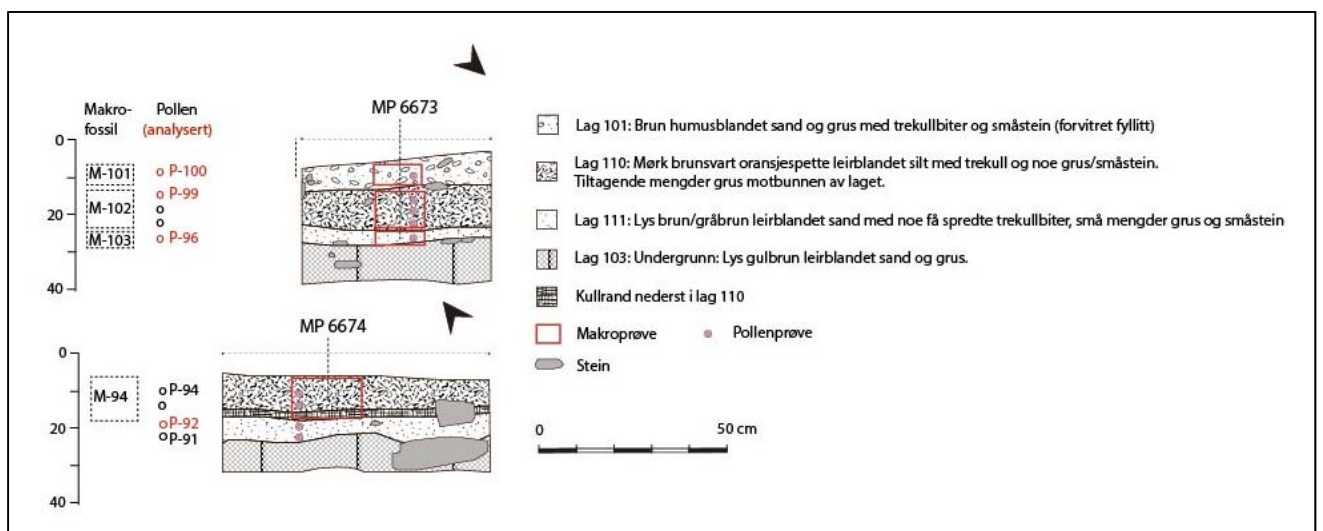 Makro-
fossil
Pollen
(analysert)
MP 6673
0
20
40
M-101
M-102
M-103
P-100
P-99
P-96
MP 6674
0
20
40
M-94
P-94
P-92
P-91
Lag 101: Brun humusblandet sand og grus med trekullbiter og småstein (forvitret fyllitt)
Lag 110: Mørk brunsvart oransjespette leirblandet silt med trekull og noe grus/småstein.
Tiltagende mengder grus motbunnen av laget.
Lag 111: Lys brun/gråbrun leirblandet sand med noe få spredte trekullbiter, små mengder grus og småstein
Lag 103: Undergrunn: Lys gulbrun leirblandet sand og grus.
Kullrand nederst i lag 110
Makroprøve
Pollenprøve
Stein
0 50 cm